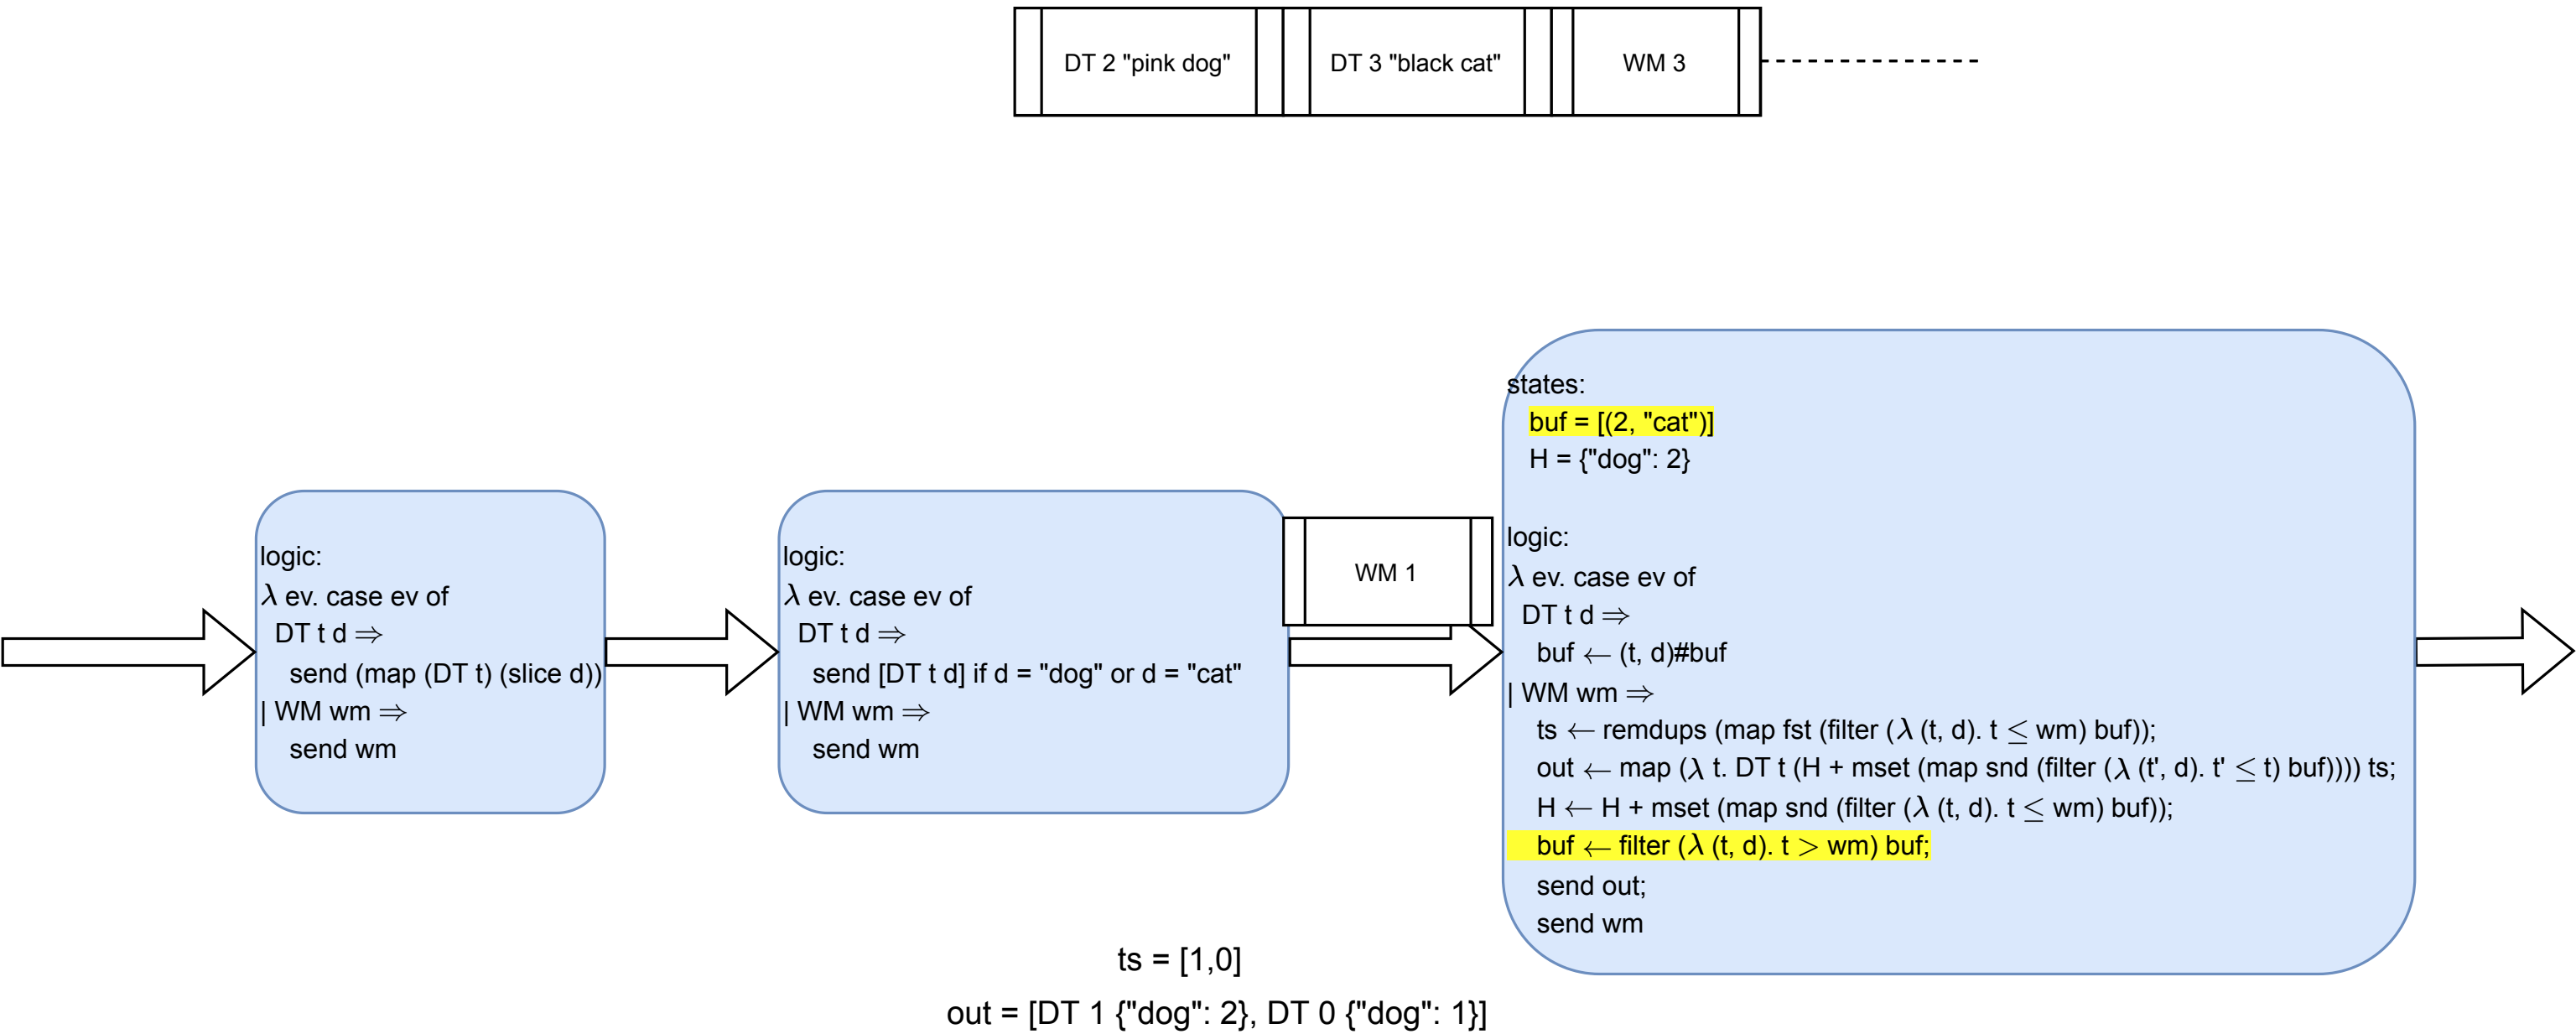 DT 2 "pink dog"
DT 3 "black cat"
WM 3
logic:
λ ev. case ev of
DT t d ⇒
send (map (DT t) (slice d))
| WM wm ⇒
send wm
logic:
λ ev. case ev of
DT t d ⇒
send [DT t d] if d = "dog" or d = "cat"
| WM wm ⇒
send wm
WM 1
states:
buf = [(2, "cat")]
H = {"dog": 2}
logic:
λ ev. case ev of
DT t d ⇒
buf ← (t, d)#buf
| WM wm ⇒
ts ← remdups (map fst (filter (λ (t, d). t ≤ wm) buf));
out ← map (λ t. DT t (H + mset (map snd (filter (λ (t', d). t' ≤ t) buf)))) ts;
H ← H + mset (map snd (filter (λ (t, d). t ≤ wm) buf));
buf ← filter (λ (t, d). t > wm) buf;
send out;
send wm
ts = [1,0]
out = [DT 1 {"dog": 2}, DT 0 {"dog": 1}]